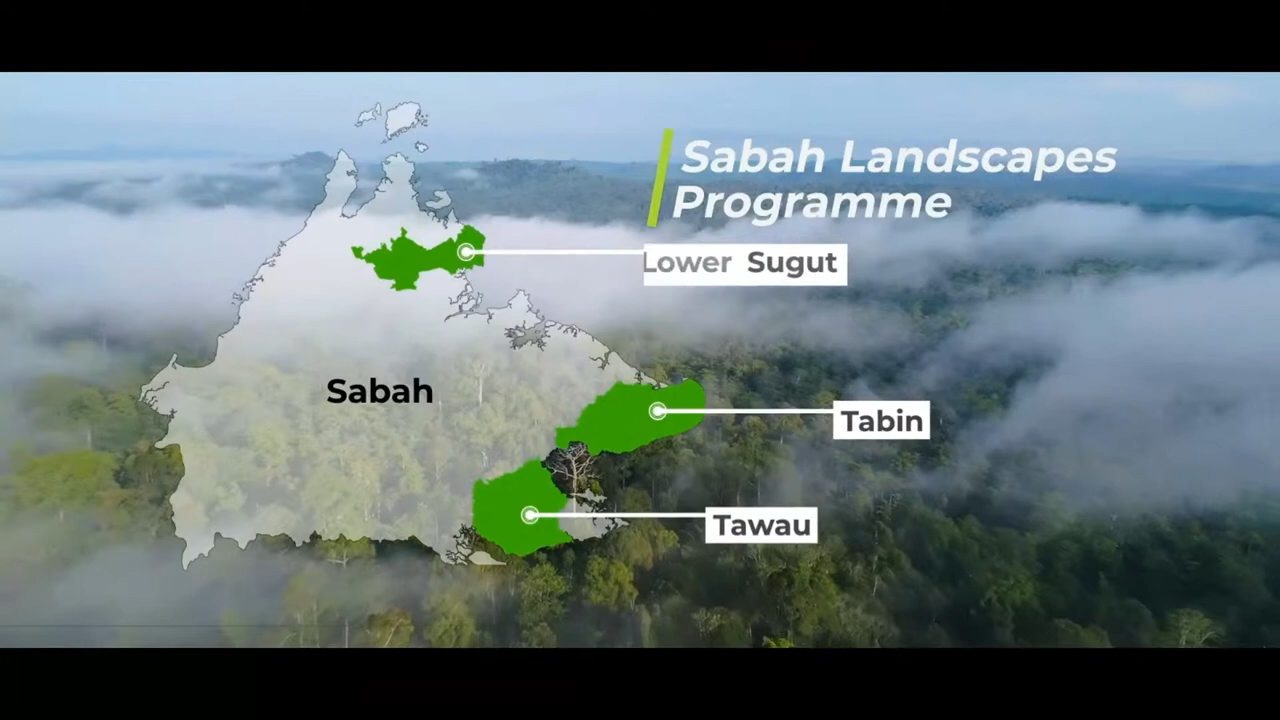 Sabah Landscapes
Programme
Lower Sugut
Sabah
Tabin
Tawau